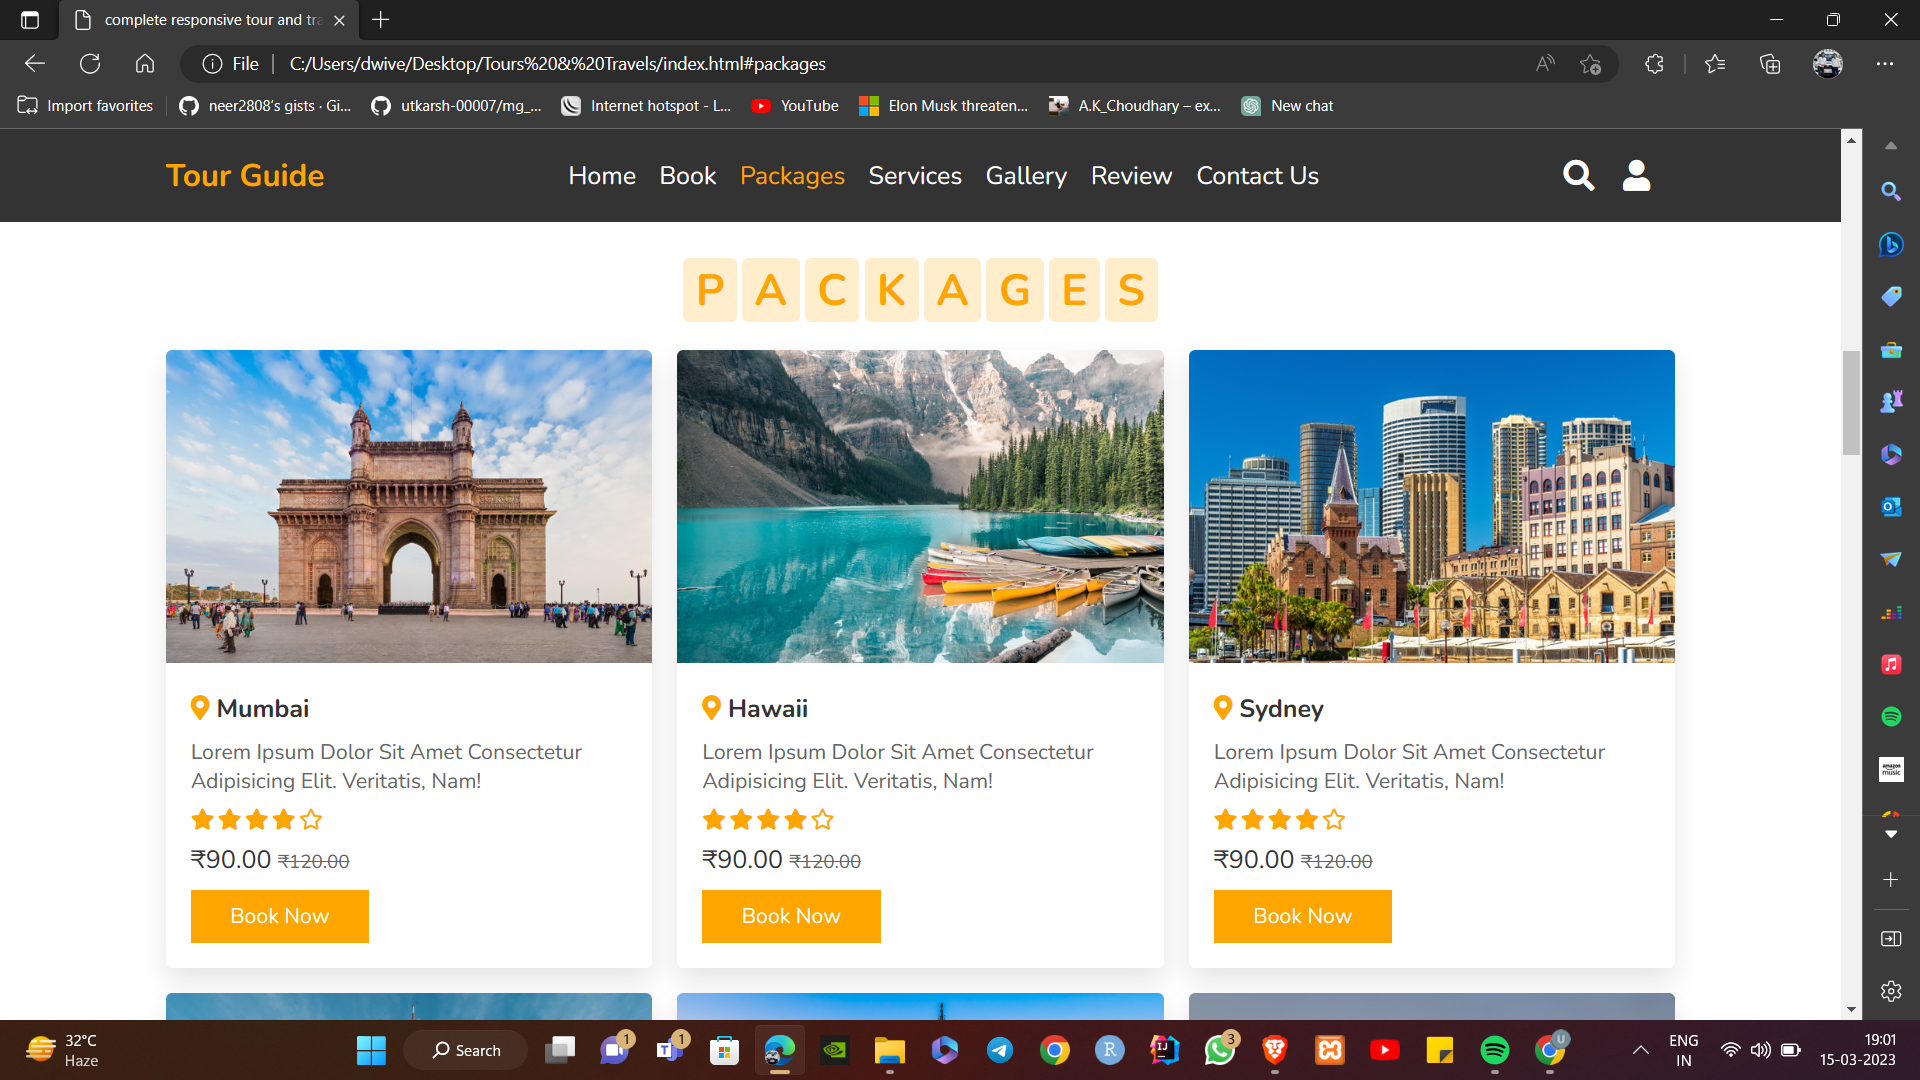 complete responsive tour and tra
File
C:/Users/dwive/Desktop/Tours%20&%20Travels/index.html#packages
Import favorites
neer2808's gists · Gi...
utkarsh-00007/mg_...
Internet hotspot - L...
YouTube
Elon Musk threaten...
A.K_Choudhary – ex...
New chat
Tour Guide
Home Book Packages Services Gallery Review Contact Us
PACKAGES
Mumbai
Lorem Ipsum Dolor Sit Amet Consectetur
Adipisicing Elit. Veritatis, Nam!
₹90.00 ₹120.00
Book Now
Hawaii
Lorem Ipsum Dolor Sit Amet Consectetur
Adipisicing Elit. Veritatis, Nam!
₹90.00 ₹120.00
Book Now
Sydney
Lorem Ipsum Dolor Sit Amet Consectetur
Adipisicing Elit. Veritatis, Nam!
₹90.00 ₹120.00
Book Now
amazon
music
32°C
Haze
Search
1
1
3
U
ENG
IN
19:01
15-03-2023